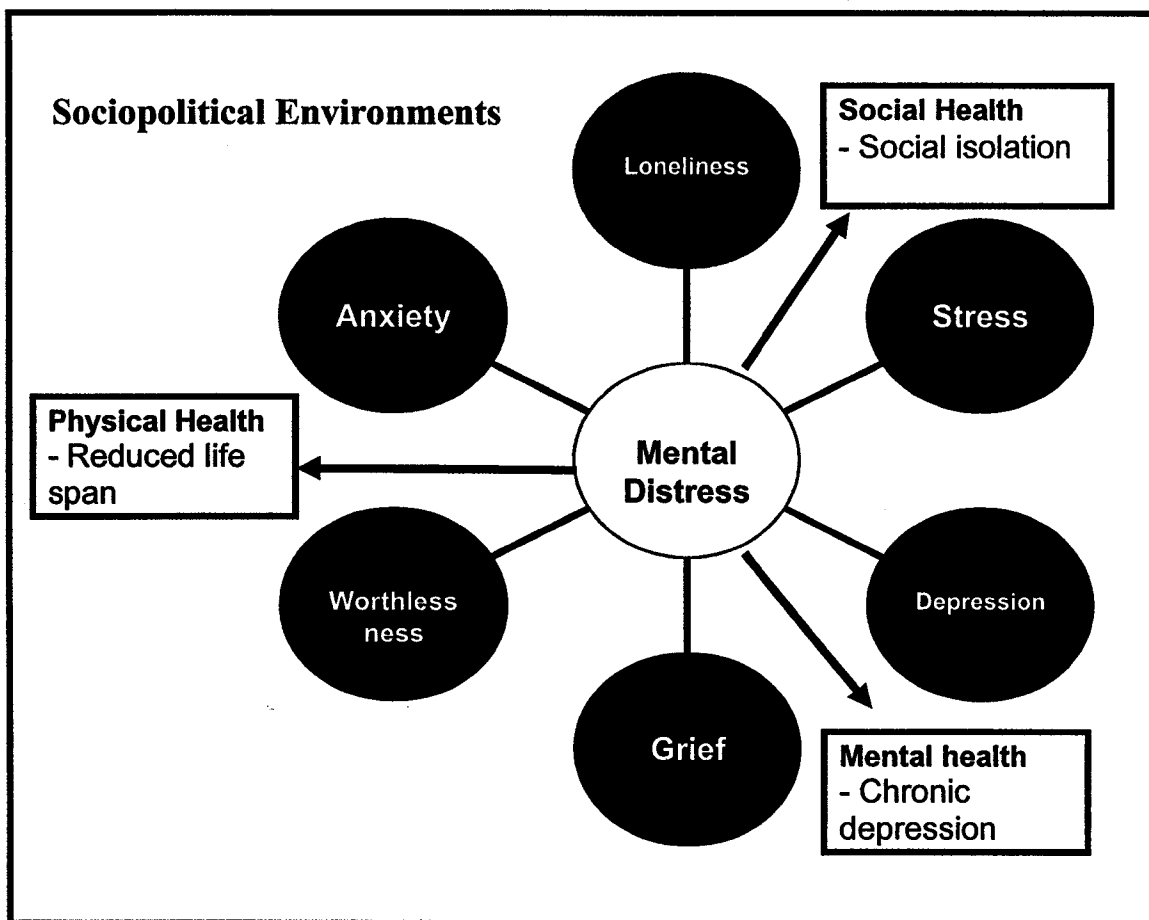 Sociopolitical Environments
Loneliness
Social Health
- Social isolation
Anxiety
Stress
Physical Health
- Reduced life
span
Mental
Distress
Worthless
ness
Depression
Grief
Mental health
- Chronic
depression